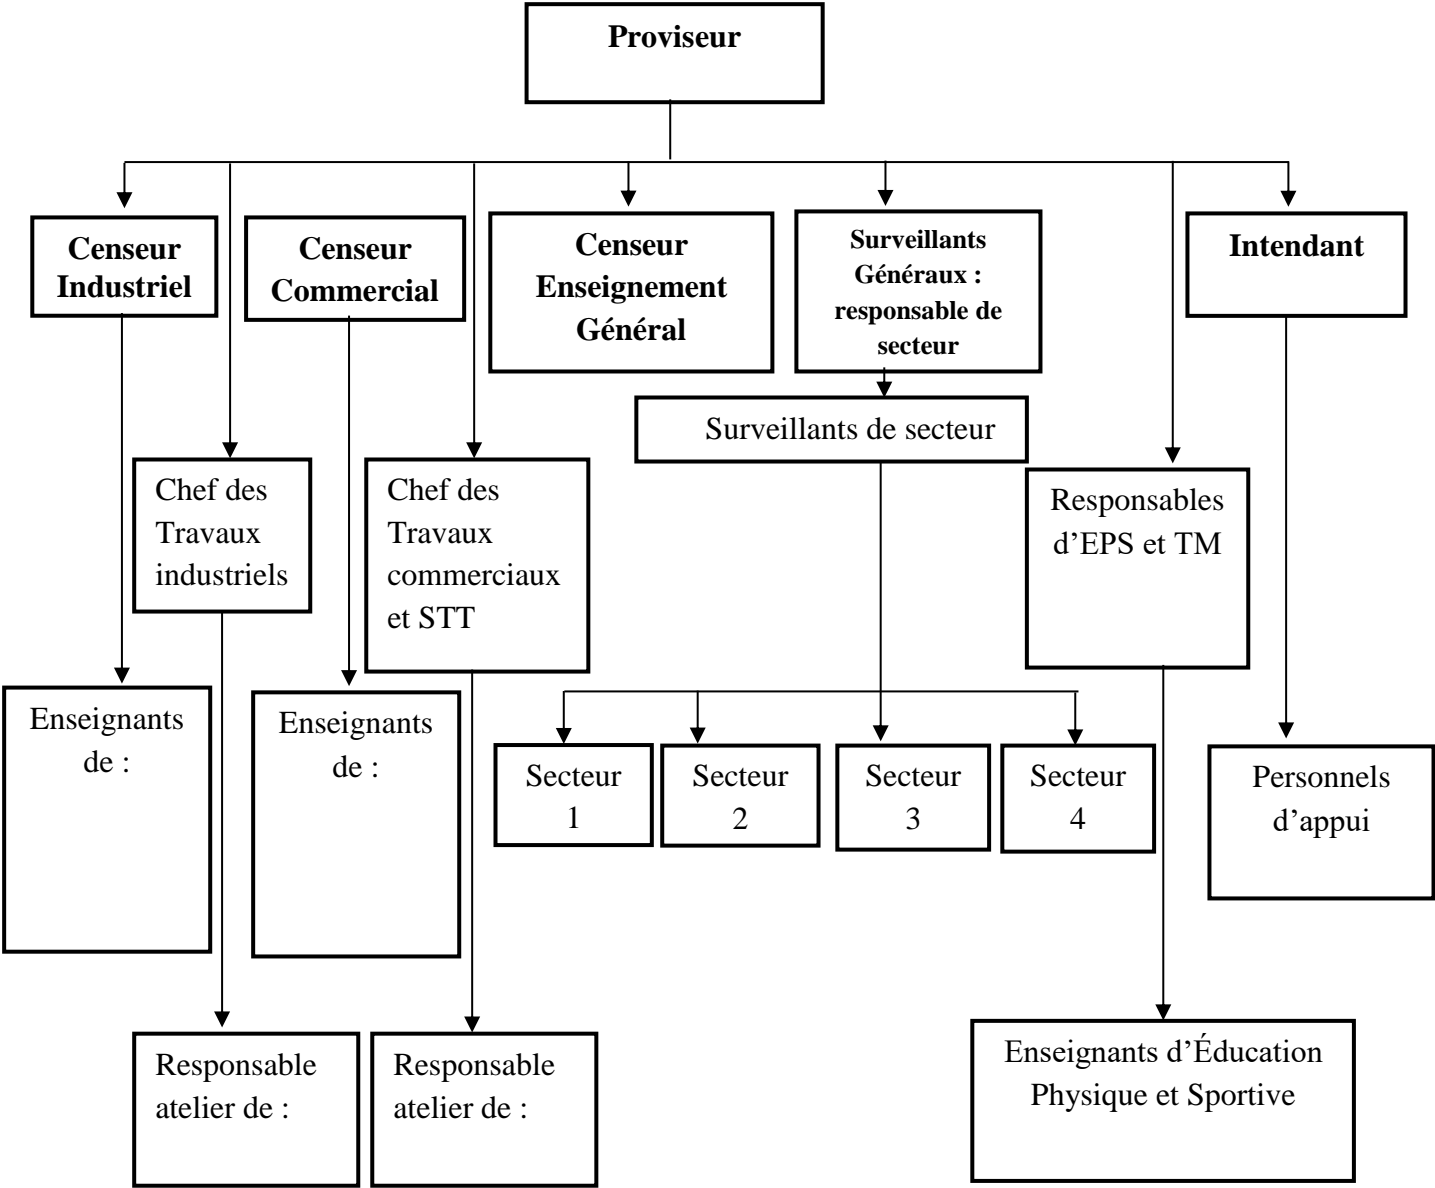 Proviseur
Censeur
Industriel
Censeur
Commercial
Censeur
Enseignement
Général
Surveillants
Généraux :
responsable de
secteur
Intendant
Surveillants de secteur
Chef des
Travaux
industriels
Chef des
Travaux
commerciaux
et STT
Responsables
d’EPS et TM
Enseignants
de :
Enseignants
de :
Secteur
1
Secteur
2
Secteur
3
Secteur
4
Personnels
d’appui
Responsable
atelier de :
Responsable
atelier de :
Enseignants d’Éducation
Physique et Sportive